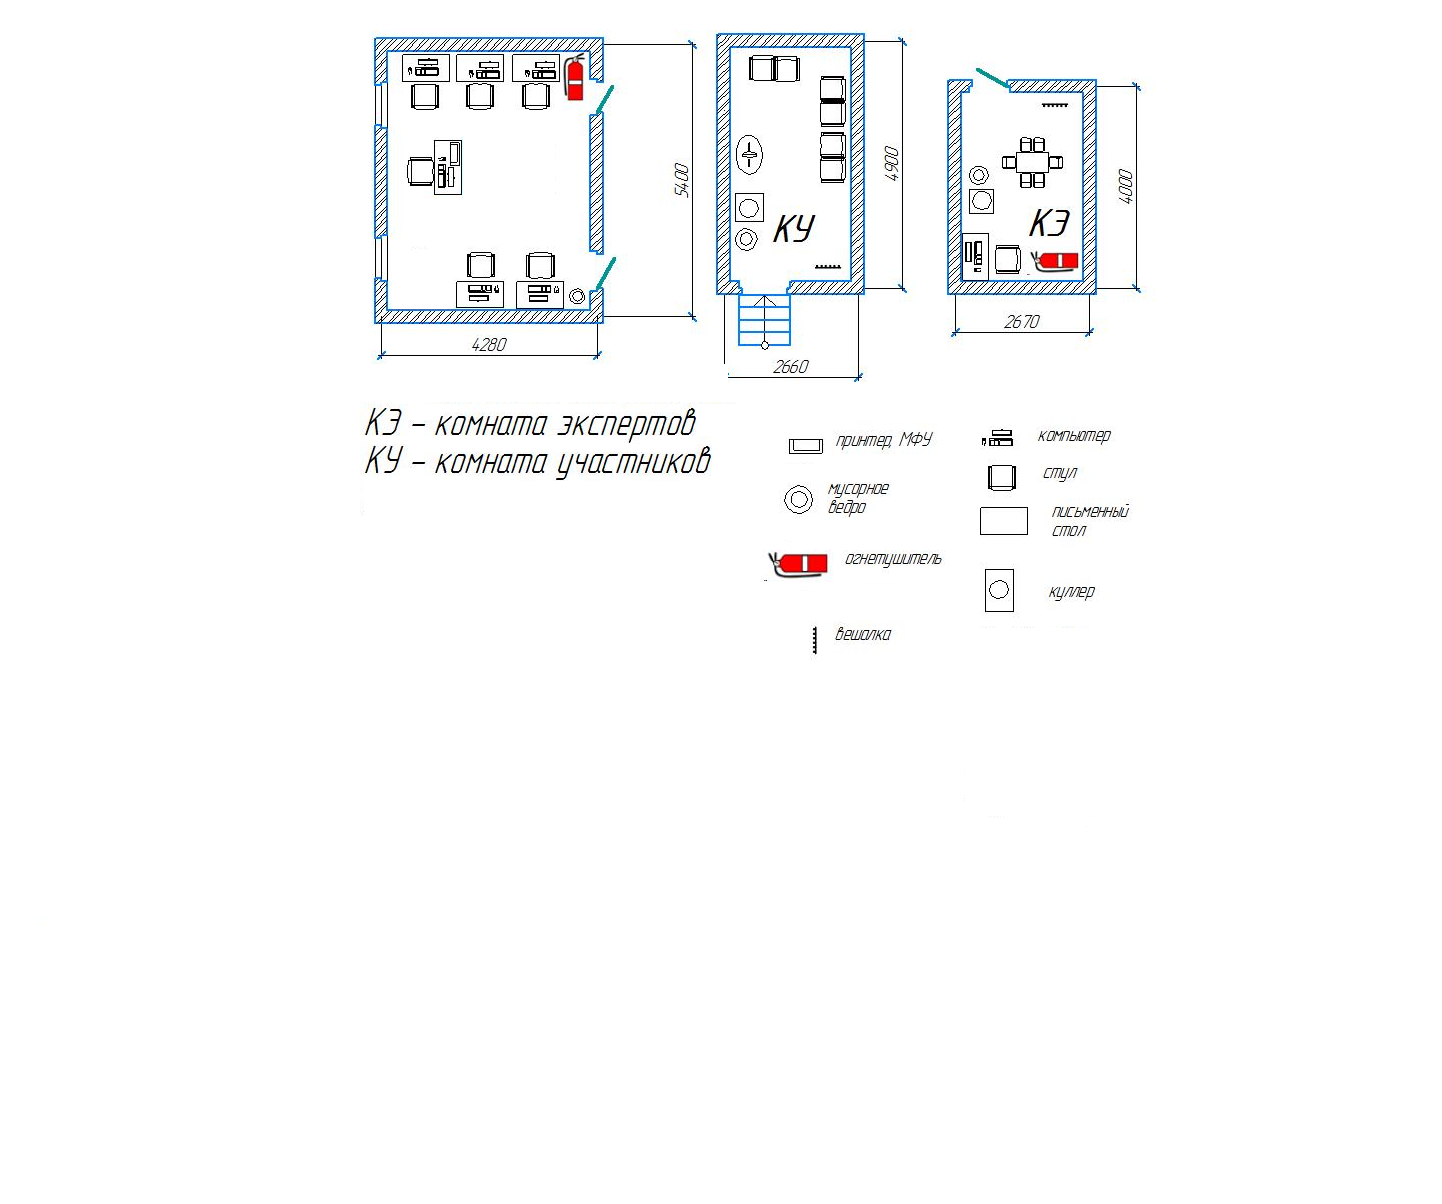 5400
4280
КУ
4900
2660
КЭ
4000
2670
КЭ – комната экспертов
КУ – комната участников
принтер, МФУ
мусорное
ведро
огнетушитель
вешалка
компьютер
стул
письменный
стол
куллер